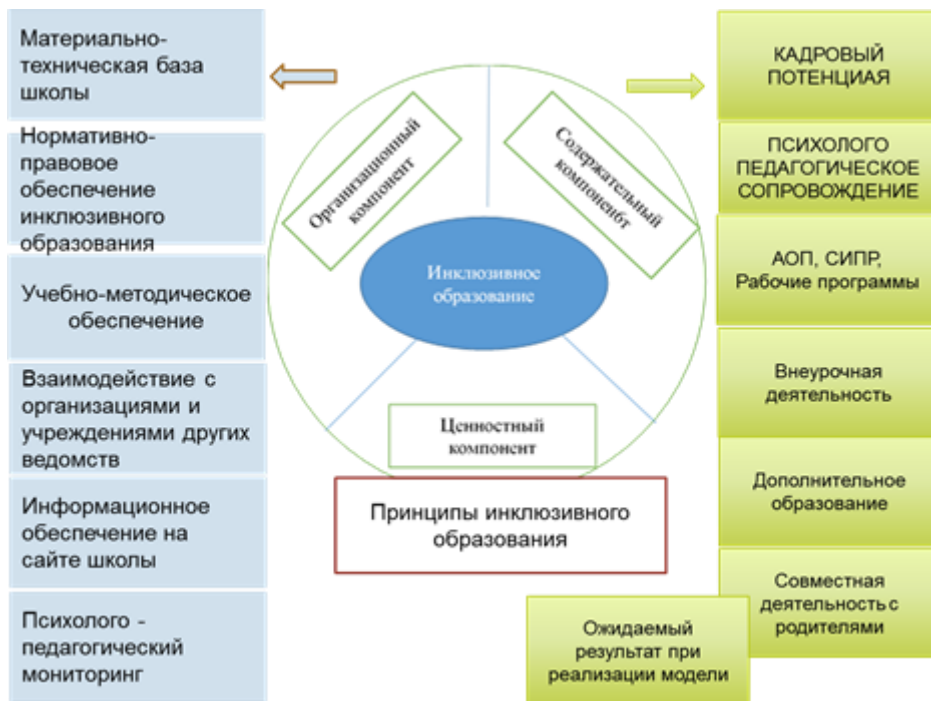 Материально-
техническая база
школы
Нормативно-
правовое
обеспечение
инклюзивного
образования
Учебно-методическое
обеспечение
Взаимодействие с
организациями и
учреждениями других
ведомств
Информационное
обеспечение на
сайте школы
Психолого -
педагогический
мониторинг
Организационный
компонент
Содержательный
компоненбт
Инклюзивное
образование
Ценностный
компонент
Принципы инклюзивного
образования
КАДРОВЫЙ
ПОТЕНЦИАЯ
ПСИХОЛОГО
ПЕДАГОГИЧЕСКОЕ
СОПРОВОЖДЕНИЕ
АОП, СИПР,
Рабочие программы
Внеурочная
деятельность
Дополнительное
образование
Совместная
деятельность с
родителями
Ожидаемый
результат при
реализации модели